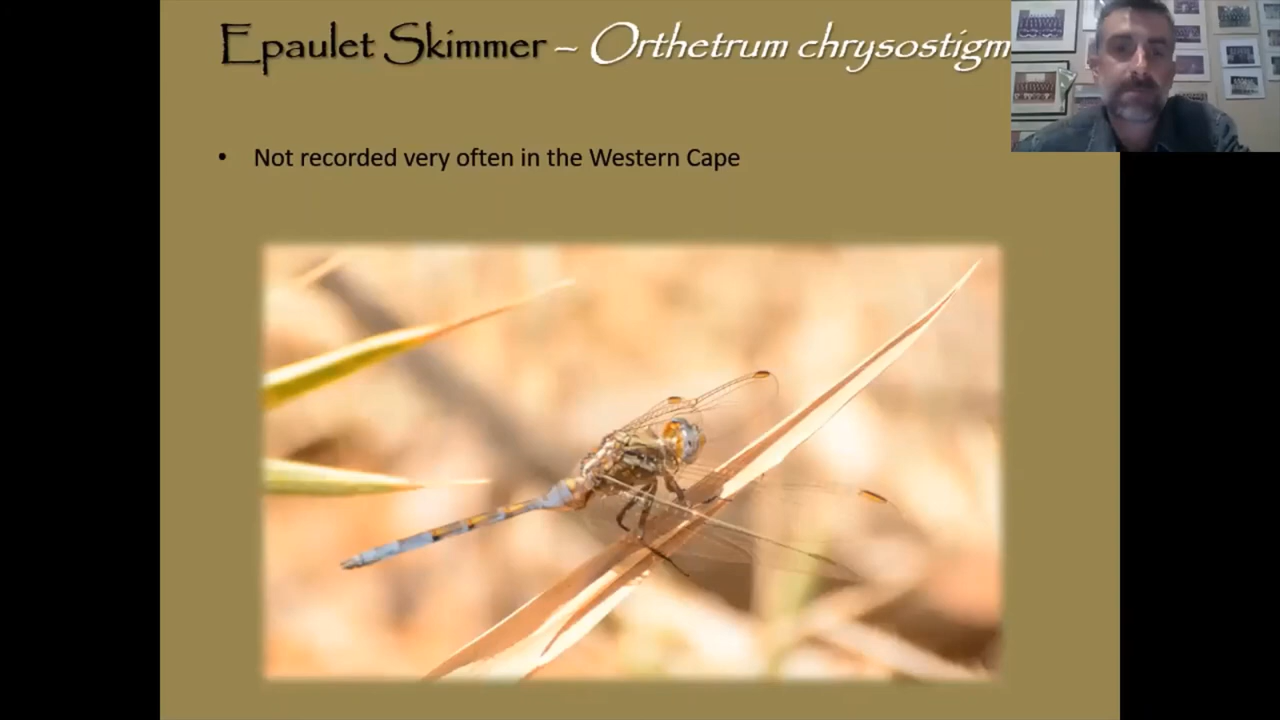 Epaulet Skimmer – Orthetrum chrysostigm
• Not recorded very often in the Western Cape